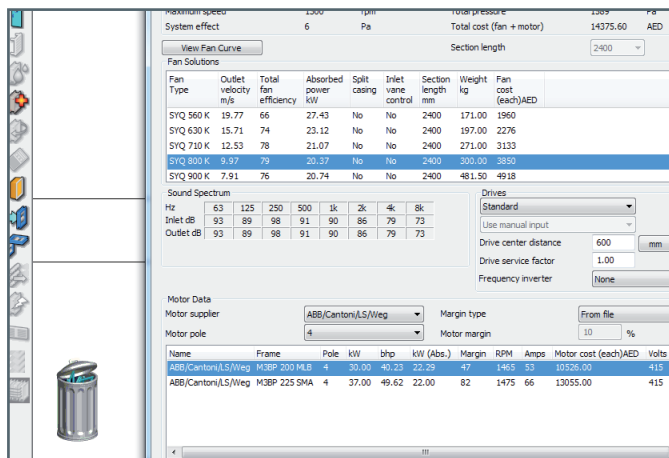 Maximum speed 1500 rpm Total pressure 1389 Pa
System effect 6 Pa Total cost (fan + motor) 14375.60 AED
View Fan Curve Section length 2400
Fan Solutions
Fan Type Outlet velocity m/s Total fan efficiency Absorbed power kW Split casing Inlet vane control Section length mm Weight kg Fan cost (each)AED
SYQ 560 K 19.77 66 27.43 No No 2400 171.00 1960
SYQ 630 K 15.71 74 23.12 No No 2400 197.00 2276
SYQ 710 K 12.53 78 21.07 No No 2400 271.00 3133
SYQ 800 K 9.97 79 20.37 No No 2400 300.00 3850
SYQ 900 K 7.91 76 20.74 No No 2400 481.50 4918
Sound Spectrum
Hz 63 125 250 500 1k 2k 4k 8k
Inlet dB 93 89 98 91 90 86 79 73
Outlet dB 93 89 98 91 90 86 79 73
Drives
Standard
Use manual input
Drive center distance 600 mm
Drive service factor 1.00
Frequency inverter None
Motor Data
Motor supplier ABB/Cantoni/LS/Weg Margin type From file
Motor pole 4 Motor margin 10 %
Name Frame Pole kW bhp kW (Abs.) Margin RPM Amps Motor cost (each)AED Volts
ABB/Cantoni/LS/Weg M3BP 200 MLB 4 30.00 40.23 22.29 47 1465 53 10526.00 415
ABB/Cantoni/LS/Weg M3BP 225 SMA 4 37.00 49.62 22.00 82 1475 66 13055.00 415